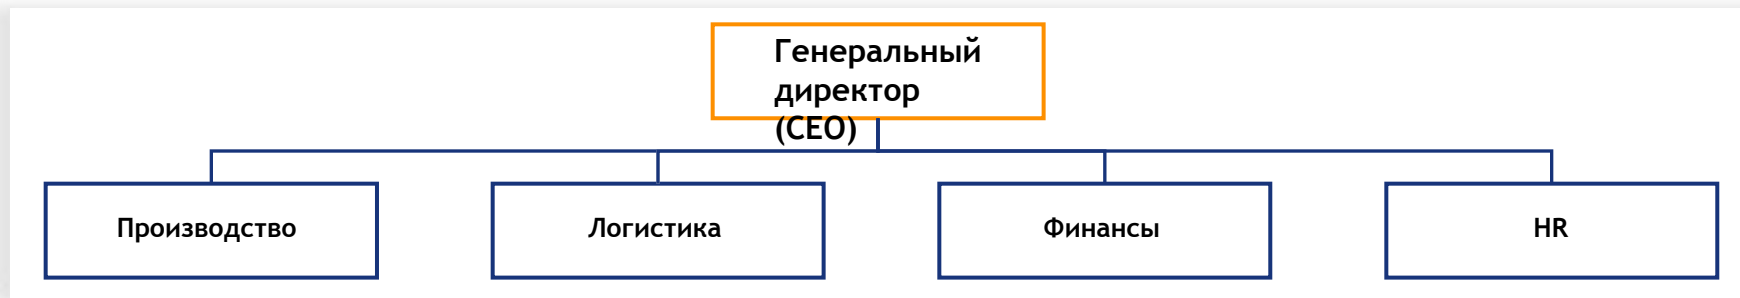 Генеральный
директор
(CEO)
Производство
Логистика
Финансы
HR